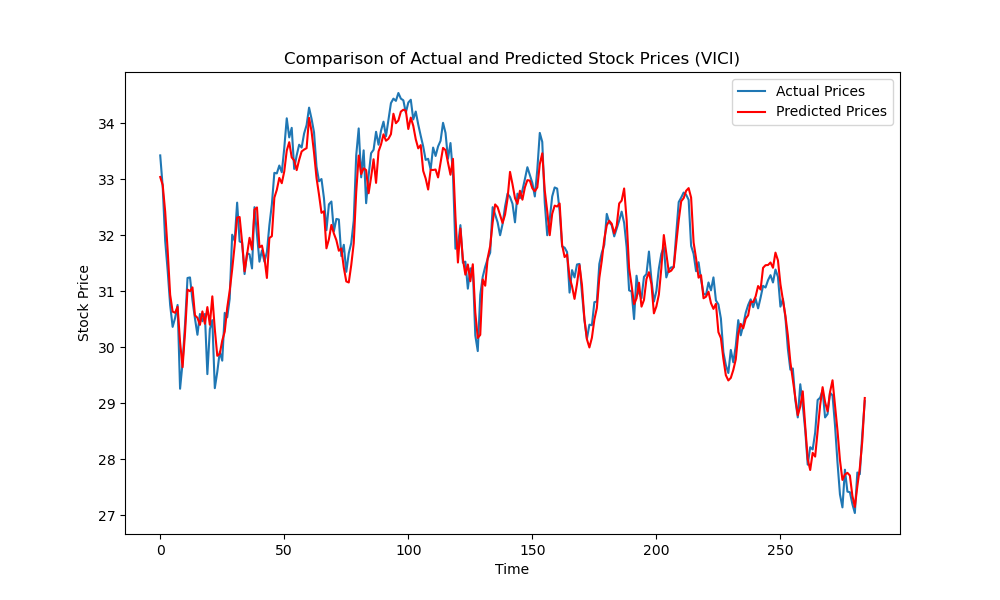 Comparison of Actual and Predicted Stock Prices (VICI)
Actual Prices
Predicted Prices
Stock Price
34
33
32
31
30
29
28
27
0 50 100 150 200 250
Time